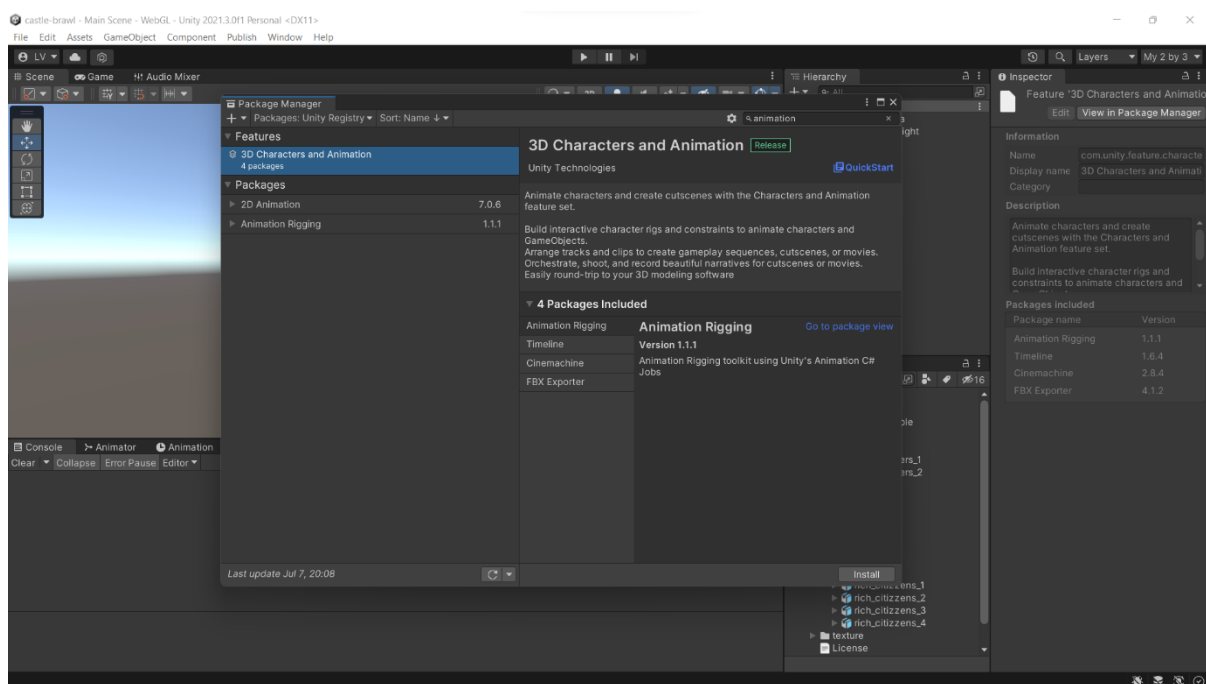 castle-brawl - Main Scene - WebGL - Unity 2021.3.0f1 Personal <DX11>
File Edit Assets GameObject Component Publish Window Help
LV
Layers
My 2 by 3
Scene
Game
Audio Mixer
Hierarchy
Inspector
All
Package Manager
Packages: Unity Registry
Sort: Name ↓
animation
Features
3D Characters and Animation
4 packages
Packages
2D Animation 7.0.6
Animation Rigging 1.1.1
3D Characters and Animation
Release
Unity Technologies
QuickStart
Animate characters and create cutscenes with the Characters and Animation
feature set.
Build interactive character rigs and constraints to animate characters and
GameObjects.
Arrange tracks and clips to create gameplay sequences, cutscenes, or movies.
Orchestrate, shoot, and record beautiful narratives for cutscenes or movies.
Easily round-trip to your 3D modeling software
4 Packages Included
Animation Rigging
Timeline
Cinemachine
FBX Exporter
Animation Rigging
Go to package view
Version 1.1.1
Animation Rigging toolkit using Unity's Animation C#
Jobs
Last update Jul 7, 20:08
Install
Console
Animator
Animation
Clear Collapse Error Pause Editor
ight
16
ers_1
ers_2
rich_citizzens_1
rich_citizzens_2
rich_citizzens_3
rich_citizzens_4
texture
License
Feature '3D Characters and Animatio
Edit
View in Package Manager
Information
Name com.unity.feature.characte
Display name 3D Characters and Animati
Category
Description
Animate characters and create
cutscenes with the Characters and
Animation feature set.
Build interactive character rigs and
constraints to animate characters and
Packages included
Package name Version
Animation Rigging 1.1.1
Timeline 1.6.4
Cinemachine 2.8.4
FBX Exporter 4.1.2